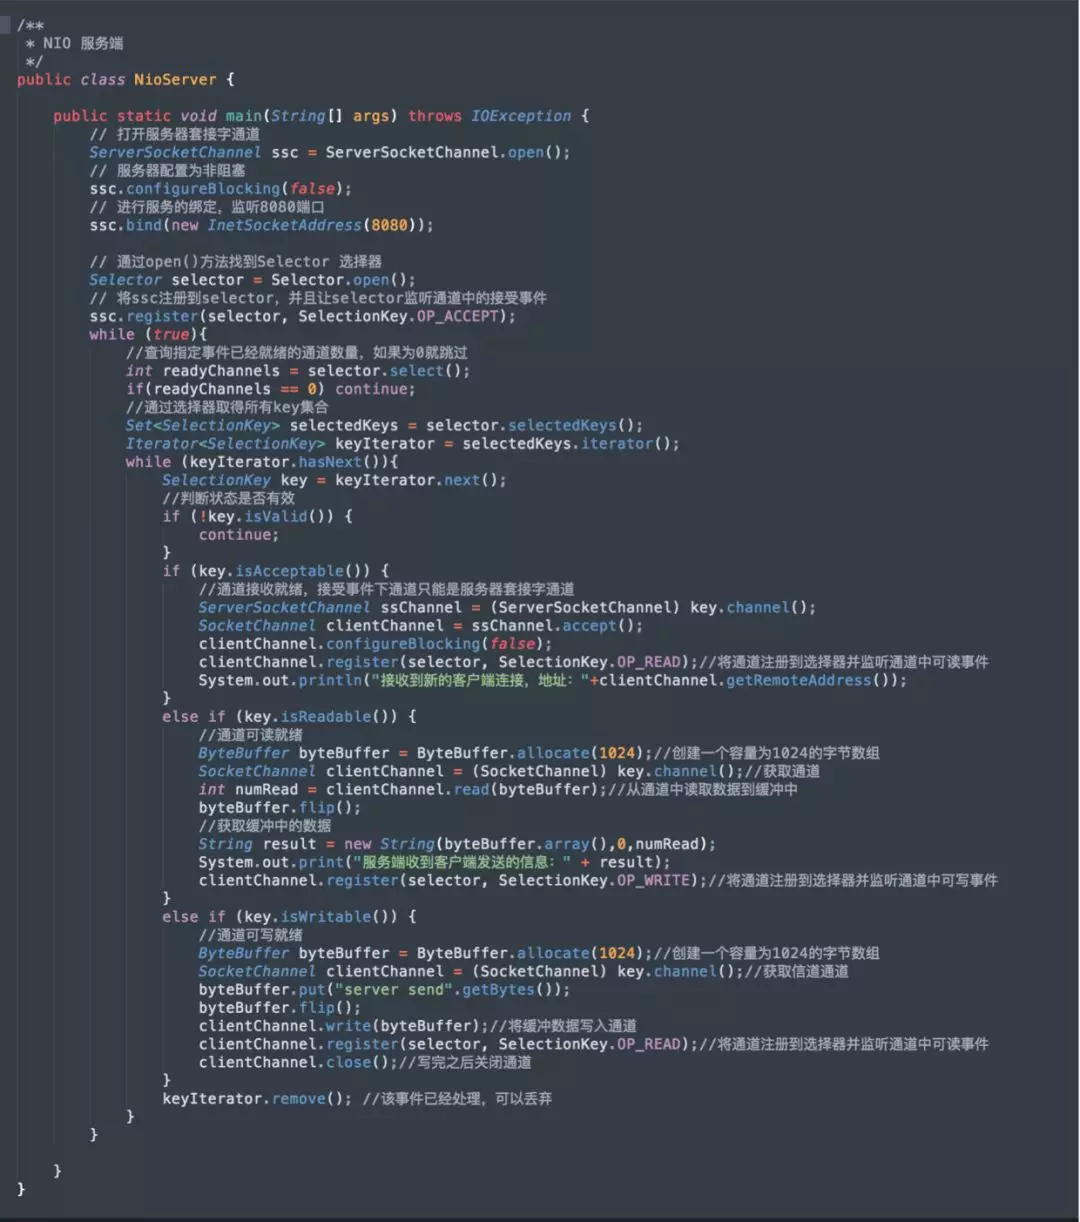 /**
 * NIO 服务端
 */
public class NioServer {
    public static void main(String[] args) throws IOException {
        // 打开服务器套接字通道
        ServerSocketChannel ssc = ServerSocketChannel.open();
        // 服务器配置为非阻塞
        ssc.configureBlocking(false);
        // 进行服务的绑定，监听8080端口
        ssc.bind(new InetSocketAddress(8080));
        // 通过open()方法找到Selector 选择器
        Selector selector = Selector.open();
        // 将ssc注册到selector，并且让selector监听通道中的接受事件
        ssc.register(selector, SelectionKey.OP_ACCEPT);
        while (true){
            //查询指定事件已经就绪的通道数量，如果为0就跳过
            int readyChannels = selector.select();
            if(readyChannels == 0) continue;
            //通过选择器取得所有key集合
            Set<SelectionKey> selectedKeys = selector.selectedKeys();
            Iterator<SelectionKey> keyIterator = selectedKeys.iterator();
            while (keyIterator.hasNext()){
                SelectionKey key = keyIterator.next();
                //判断状态是否有效
                if (!key.isValid()) {
                    continue;
                }
                if (key.isAcceptable()) {
                    //通道接收就绪，接受事件下通道只能是服务器套接字通道
                    ServerSocketChannel ssChannel = (ServerSocketChannel) key.channel();
                    SocketChannel clientChannel = ssChannel.accept();
                    clientChannel.configureBlocking(false);
                    clientChannel.register(selector, SelectionKey.OP_READ);//将通道注册到选择器并监听通道中可读事件
                    System.out.println("接收到新的客户端连接，地址："+clientChannel.getRemoteAddress());
                }
                else if (key.isReadable()) {
                    //通道可读就绪
                    ByteBuffer byteBuffer = ByteBuffer.allocate(1024);//创建一个容量为1024的字节数组
                    SocketChannel clientChannel = (SocketChannel) key.channel();//获取通道
                    int numRead = clientChannel.read(byteBuffer);//从通道中读取数据到缓冲中
                    byteBuffer.flip();
                    //获取缓冲中的数据
                    String result = new String(byteBuffer.array(),0,numRead);
                    System.out.print("服务端收到客户端发送的信息：" + result);
                    clientChannel.register(selector, SelectionKey.OP_WRITE);//将通道注册到选择器并监听通道中可写事件
                }
                else if (key.isWritable()) {
                    //通道可写就绪
                    ByteBuffer byteBuffer = ByteBuffer.allocate(1024);//创建一个容量为1024的字节数组
                    SocketChannel clientChannel = (SocketChannel) key.channel();//获取信道通道
                    byteBuffer.put("server send".getBytes());
                    byteBuffer.flip();
                    clientChannel.write(byteBuffer);//将缓冲数据写入通道
                    clientChannel.register(selector, SelectionKey.OP_READ);//将通道注册到选择器并监听通道中可读事件
                    clientChannel.close();//写完之后关闭通道
                }
                keyIterator.remove(); //该事件已经处理，可以丢弃
            }
        }
    }
}